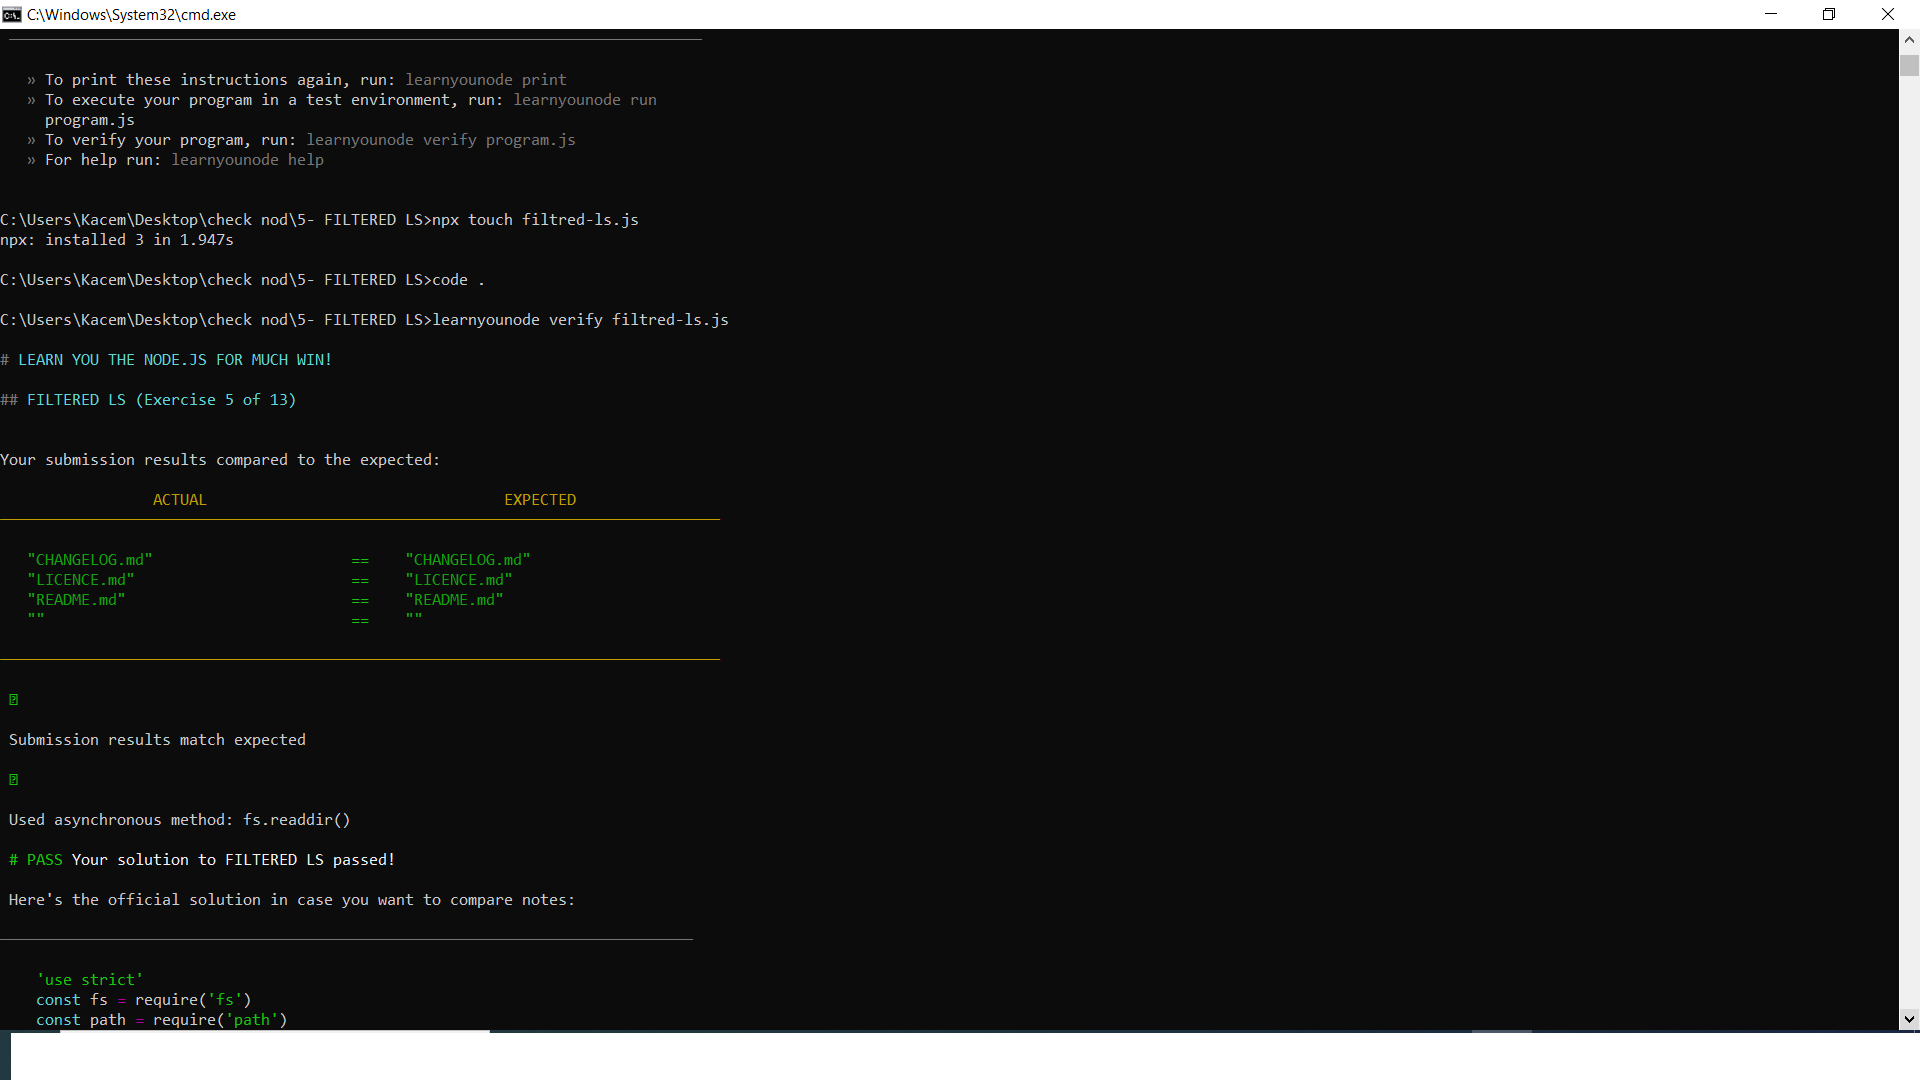 C:\Windows\System32\cmd.exe
» To print these instructions again, run: learnyounode print
» To execute your program in a test environment, run: learnyounode run
program.js
» To verify your program, run: learnyounode verify program.js
» For help run: learnyounode help
C:\Users\Kacem\Desktop\check nod\5- FILTERED LS>npx touch filtred-ls.js
npx: installed 3 in 1.947s
C:\Users\Kacem\Desktop\check nod\5- FILTERED LS>code .
C:\Users\Kacem\Desktop\check nod\5- FILTERED LS>learnyounode verify filtred-ls.js
# LEARN YOU THE NODE.JS FOR MUCH WIN!
## FILTERED LS (Exercise 5 of 13)
Your submission results compared to the expected:
ACTUAL EXPECTED
"CHANGELOG.md" == "CHANGELOG.md"
"LICENCE.md" == "LICENCE.md"
"README.md" == "README.md"
"" == ""
Submission results match expected
Used asynchronous method: fs.readdir()
# PASS Your solution to FILTERED LS passed!
Here's the official solution in case you want to compare notes:
'use strict'
const fs = require('fs')
const path = require('path')